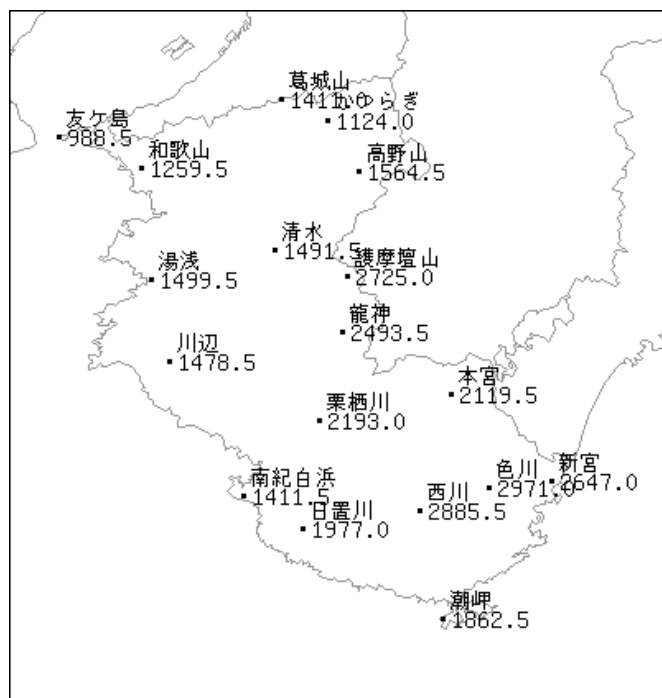 葛城山
1411.0
かつらぎ
1124.0
友ケ島
988.5
和歌山
1259.5
高野山
1564.5
清水
1491.5
護摩壇山
2725.0
湯浅
1499.5
龍神
2493.5
川辺
1478.5
本宮
2119.5
栗栖川
2193.0
新宮
2647.0
色川
2971.0
南紀白浜
1411.5
西川
2885.5
日置川
1977.0
潮岬
1862.5